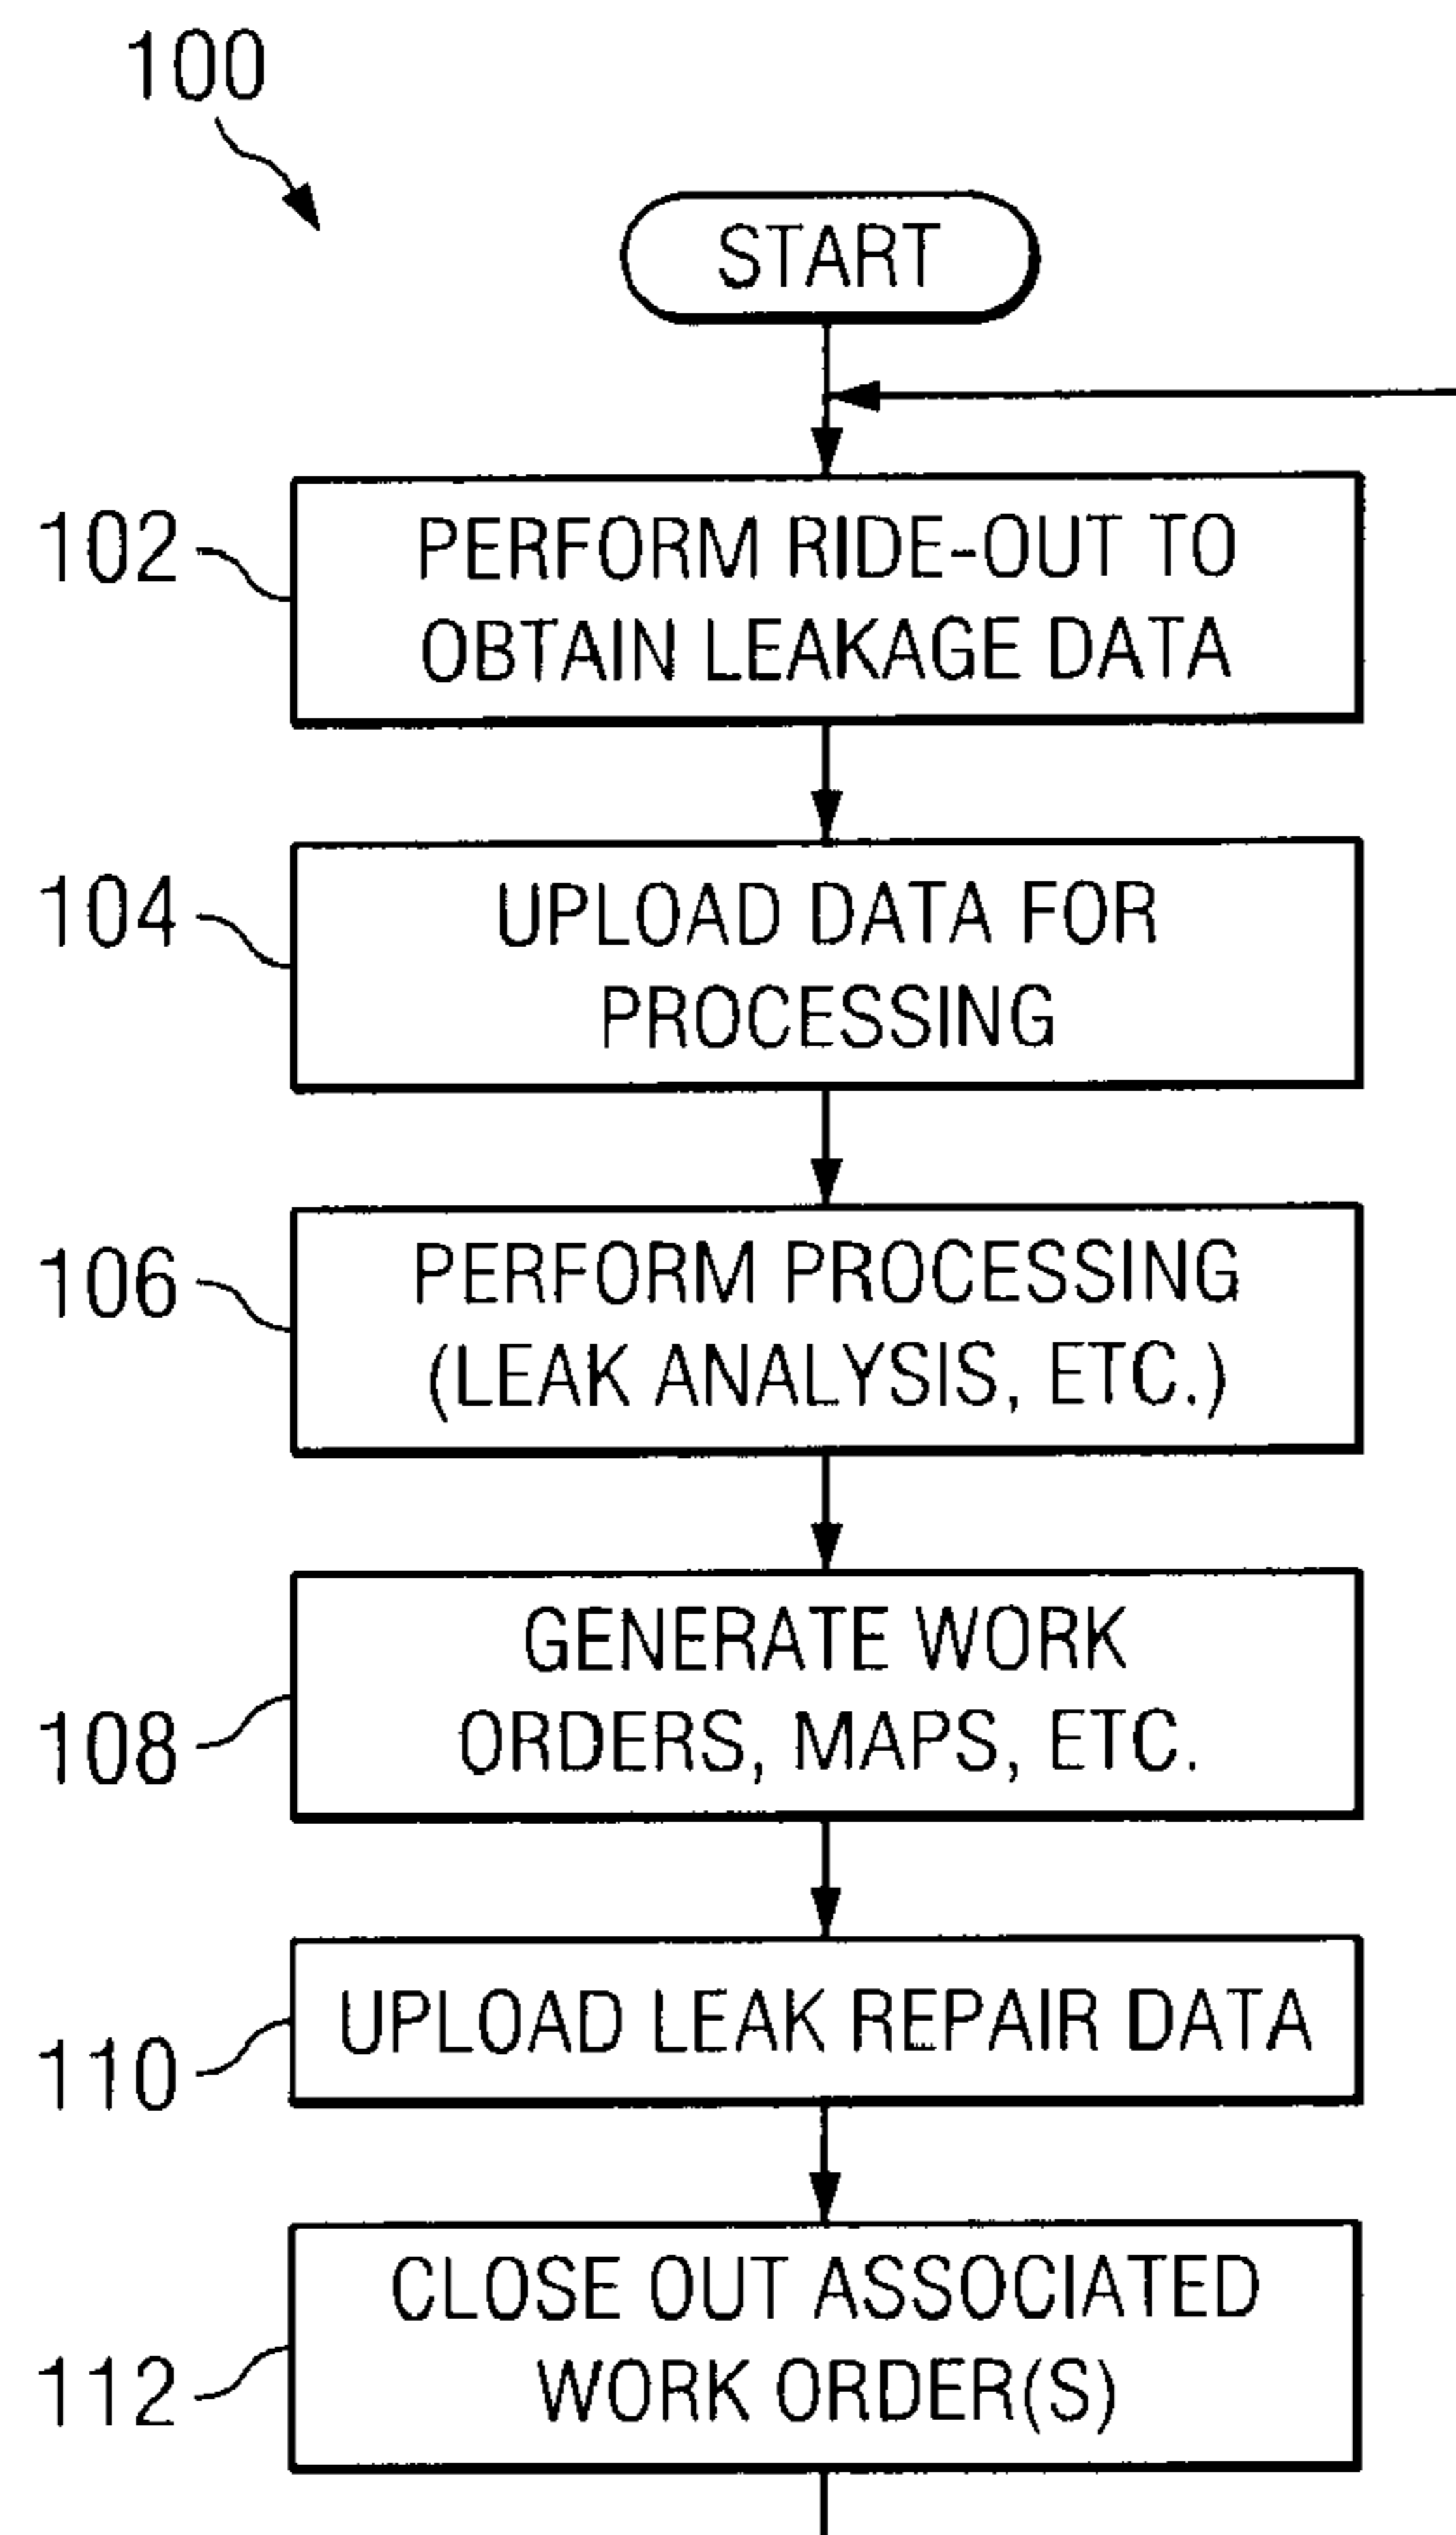 100
START
102
PERFORM RIDE-OUT TO
OBTAIN LEAKAGE DATA
104
UPLOAD DATA FOR
PROCESSING
106
PERFORM PROCESSING
(LEAK ANALYSIS, ETC.)
108
GENERATE WORK
ORDERS, MAPS, ETC.
110
UPLOAD LEAK REPAIR DATA
112
CLOSE OUT ASSOCIATED
WORK ORDER(S)